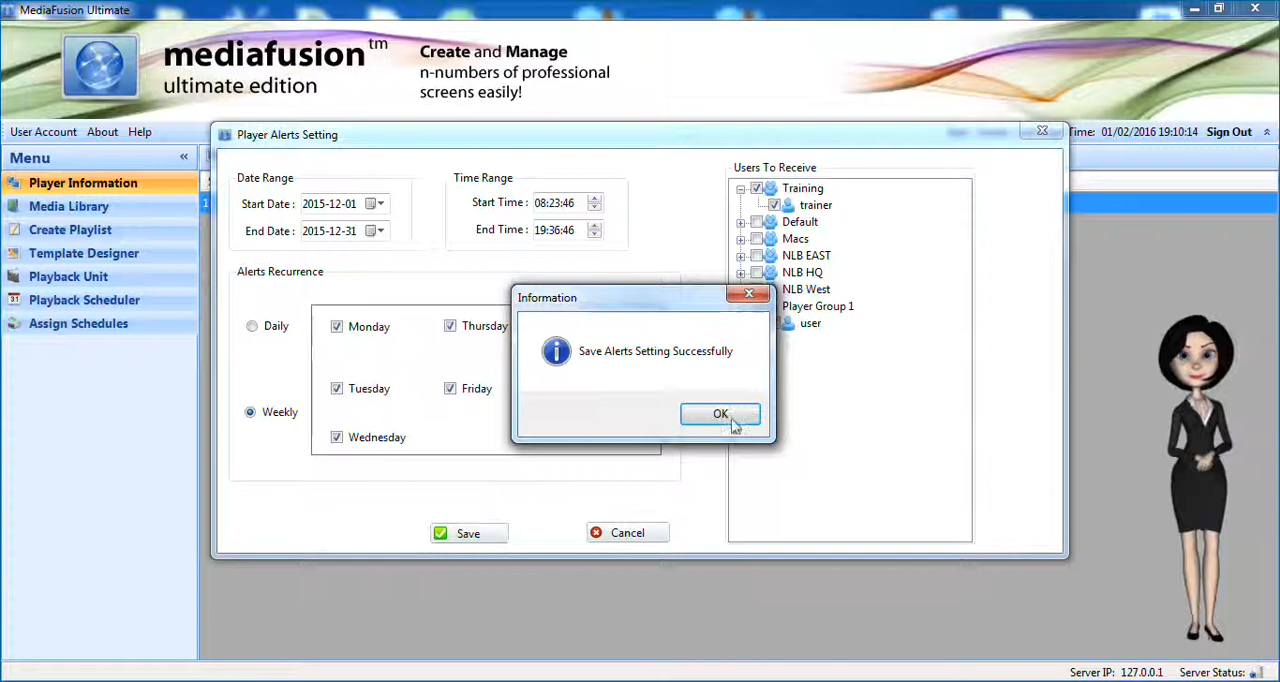 MediaFusion Ultimate
mediafusion™
ultimate edition
Create and Manage
n-numbers of professional
screens easily!
User Account About Help
Time: 01/02/2016 19:10:14 Sign Out
Menu
Player Information
Media Library
Create Playlist
Template Designer
Playback Unit
Playback Scheduler
Assign Schedules
Player Alerts Setting
Date Range
Start Date : 2015-12-01
End Date : 2015-12-31
Time Range
Start Time : 08:23:46
End Time : 19:36:46
Alerts Recurrence
Daily
Weekly
Monday
Thursday
Tuesday
Friday
Wednesday
Save
Cancel
Users To Receive
Training
trainer
Default
Macs
NLB EAST
NLB HQ
NLB West
Player Group 1
user
Information
Save Alerts Setting Successfully
OK
Server IP: 127.0.0.1 Server Status: